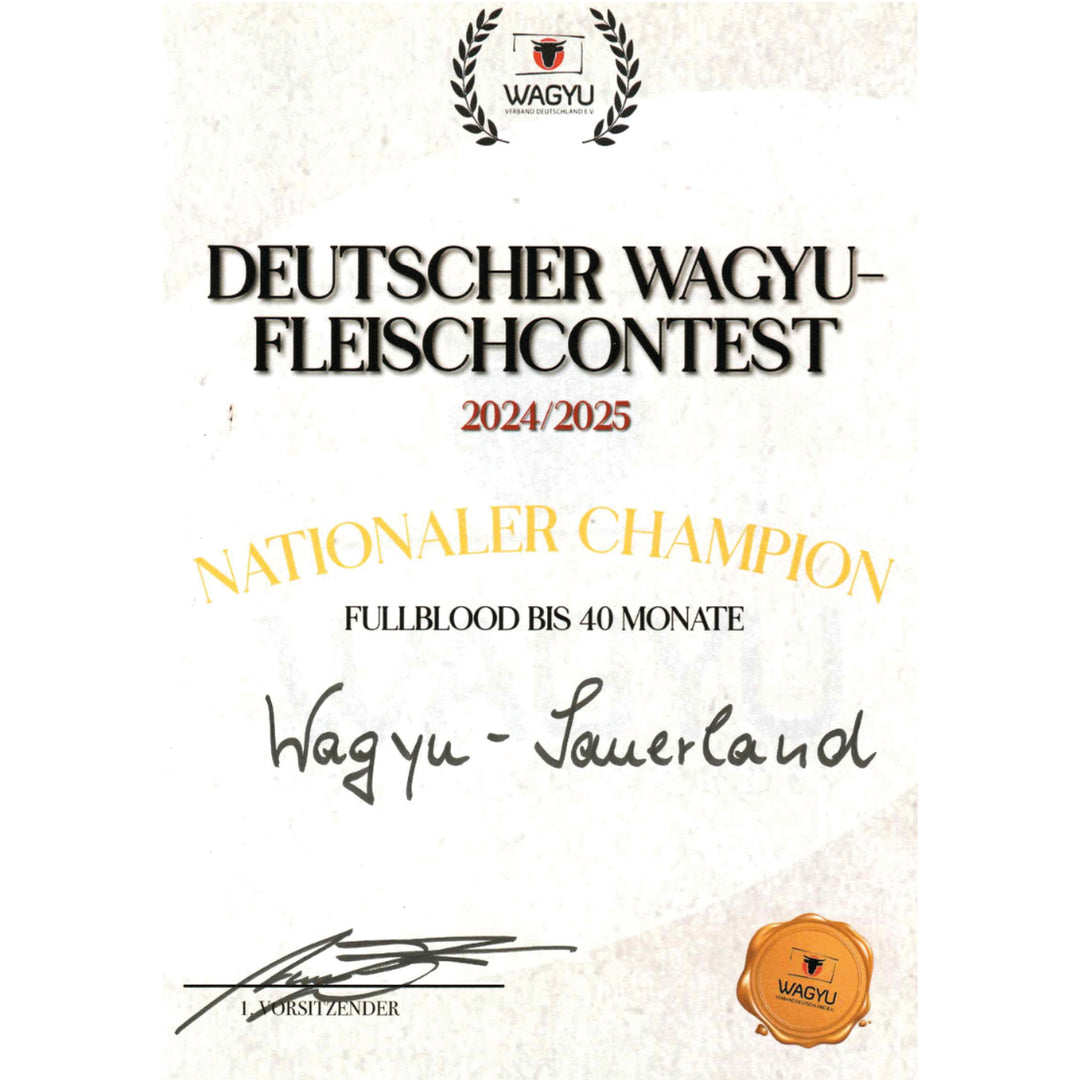 WAGYU
VERBAND DEUTSCHLAND E.V.
DEUTSCHER WAGYU-
FLEISCHCONTEST
2024/2025
NATIONALER CHAMPION
FULLBLOOD BIS 40 MONATE
Wagyu - Sauerland
1. VORSITZENDER
WAGYU
VERBAND DEUTSCHLAND E.V.